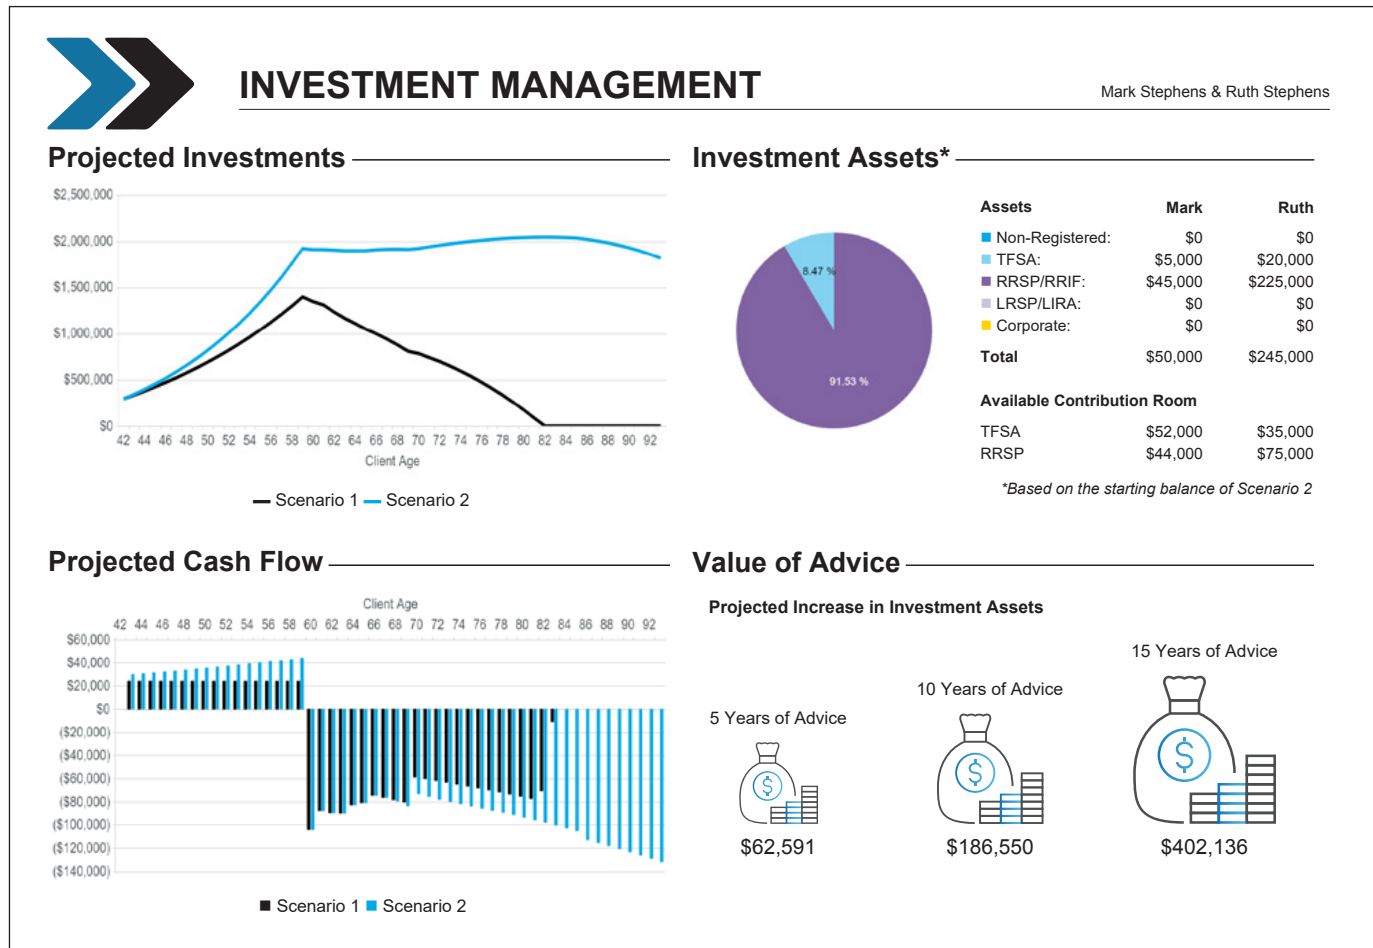 INVESTMENT MANAGEMENT
Mark Stephens & Ruth Stephens
Projected Investments
$2,500,000
$2,000,000
$1,500,000
$1,000,000
$500,000
$0
42 44 46 48 50 52 54 56 58 60 62 64 66 68 70 72 74 76 78 80 82 84 86 88 90 92
Client Age
Scenario 1 Scenario 2
Investment Assets*
8.47 %
91.53 %
Assets Mark Ruth
Non-Registered: $0 $0
TFSA: $5,000 $20,000
RRSP/RRIF: $45,000 $225,000
LRSP/LIRA: $0 $0
Corporate: $0 $0
Total $50,000 $245,000
Available Contribution Room
TFSA $52,000 $35,000
RRSP $44,000 $75,000
*Based on the starting balance of Scenario 2
Projected Cash Flow
Client Age
42 44 46 48 50 52 54 56 58 60 62 64 66 68 70 72 74 76 78 80 82 84 86 88 90 92
$60,000
$40,000
$20,000
$0
($20,000)
($40,000)
($60,000)
($80,000)
($100,000)
($120,000)
($140,000)
Scenario 1 Scenario 2
Value of Advice
Projected Increase in Investment Assets
5 Years of Advice
$
$62,591
10 Years of Advice
$
$186,550
15 Years of Advice
$
$402,136